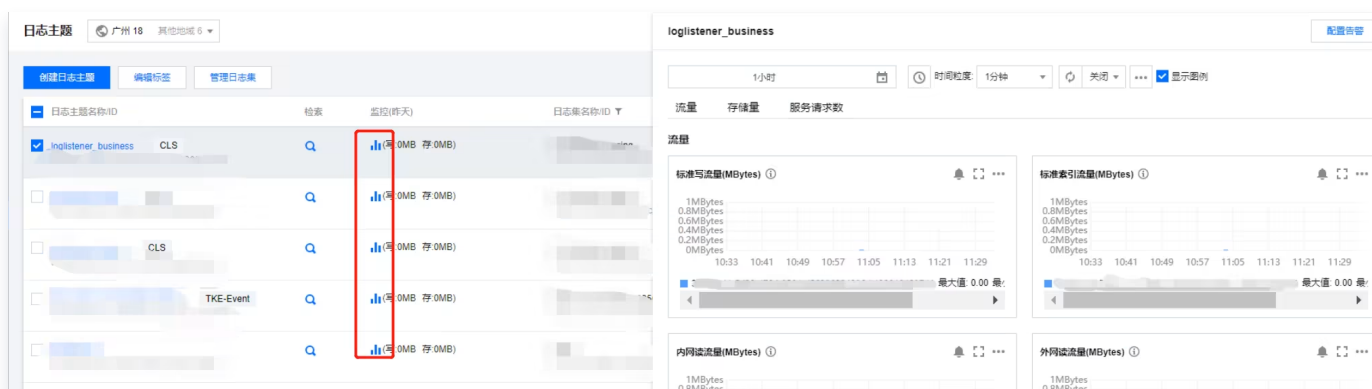 日志主题 广州 18 其他地域 6
创建日志主题 编辑标签 管理日志集
日志主题名称/ID 检索 监控(昨天) 日志集名称/ID
_loglistener_business CLS (写:0MB 存:0MB)
(写:0MB 存:0MB)
CLS (写:0MB 存:0MB)
TKE-Event (写:0MB 存:0MB)
(写:0MB 存:0MB)
loglistener_business 配置告警
1小时 时间粒度: 1分钟 关闭 显示图例
流量 存储量 服务请求数
流量
标准写流量(MBytes)
1MBytes
0.8MBytes
0.6MBytes
0.4MBytes
0.2MBytes
0MBytes
10:33 10:41 10:49 10:57 11:05 11:13 11:21 11:29
最大值: 0.00
标准索引流量(MBytes)
1MBytes
0.8MBytes
0.6MBytes
0.4MBytes
0.2MBytes
0MBytes
10:33 10:41 10:49 10:57 11:05 11:13 11:21 11:29
最大值: 0.00
内网读流量(MBytes)
1MBytes
0.8MBytes
外网读流量(MBytes)
1MBytes
0.8MBytes